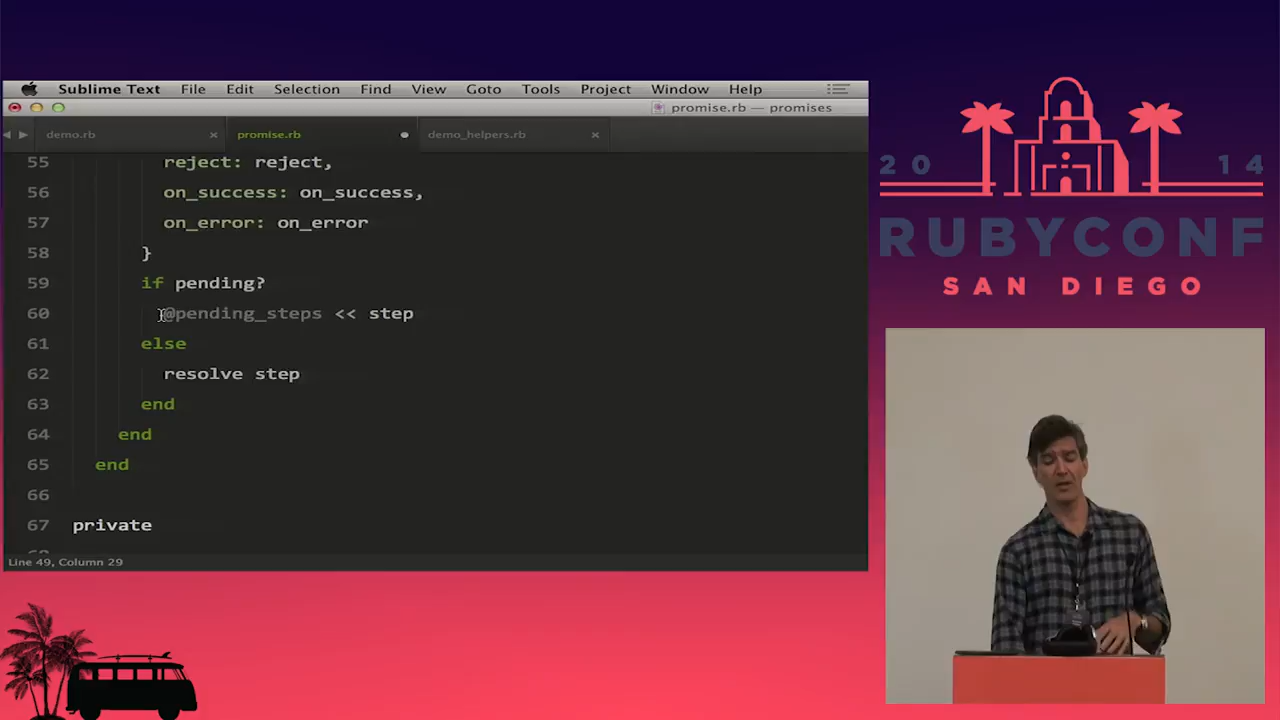 Sublime Text File Edit Selection Find View Goto Tools Project Window Help
promise.rb — promises
demo.rb × promise.rb demo_helpers.rb ×
55 reject: reject,
56 on_success: on_success,
57 on_error: on_error
58 }
59 if pending?
60 @pending_steps << step
61 else
62 resolve step
63 end
64 end
65 end
66
67 private
Line 49, Column 29
20 14
RUBYCONF
SAN DIEGO